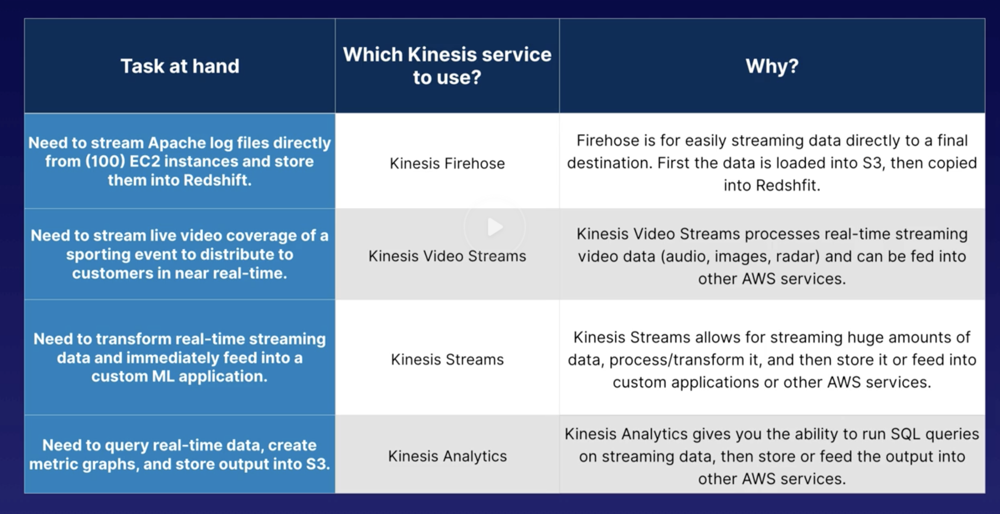 Task at hand
Which Kinesis service
to use?
Why?
Need to stream Apache log files directly
from (100) EC2 instances and store
them into Redshift.
Kinesis Firehose
Firehose is for easily streaming data directly to a final
destination. First the data is loaded into S3, then copied
into Redshfit.
Need to stream live video coverage of a
sporting event to distribute to
customers in near real-time.
Kinesis Video Streams
Kinesis Video Streams processes real-time streaming
video data (audio, images, radar) and can be fed into
other AWS services.
Need to transform real-time streaming
data and immediately feed into a
custom ML application.
Kinesis Streams
Kinesis Streams allows for streaming huge amounts of
data, process/transform it, and then store it or feed into
custom applications or other AWS services.
Need to query real-time data, create
metric graphs, and store output into S3.
Kinesis Analytics
Kinesis Analytics gives you the ability to run SQL queries
on streaming data, then store or feed the output into
other AWS services.